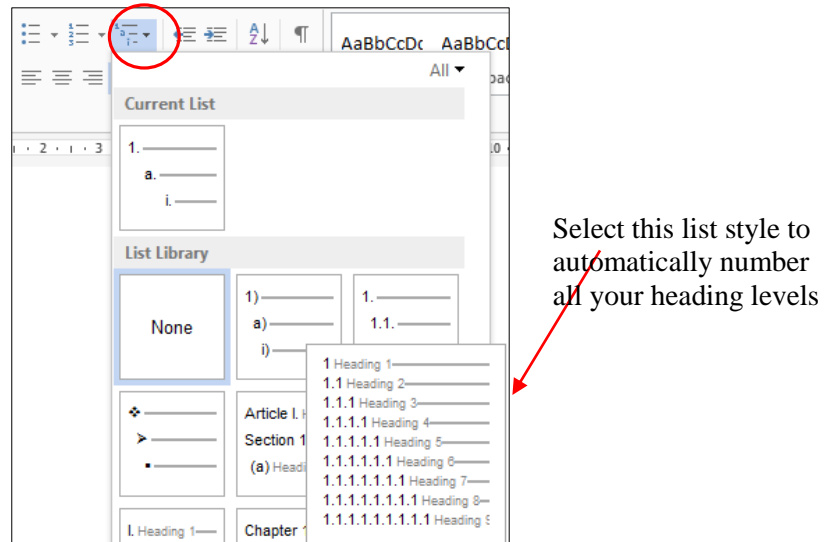 AaBbCcDc AaBbCcI
All
Current List
2 · 1 · 3
1.
a.
i.
List Library
None
1)
a)
i)
1.
1.1.
Select this list style to
automatically number
all your heading levels
1 Heading 1
1.1 Heading 2
1.1.1 Heading 3
1.1.1.1 Heading 4
1.1.1.1.1 Heading 5
1.1.1.1.1.1 Heading 6
1.1.1.1.1.1.1 Heading 7
1.1.1.1.1.1.1.1 Heading 8
1.1.1.1.1.1.1.1.1 Heading 9
Article I.
Section 1
(a) Headi
I. Heading 1
Chapter